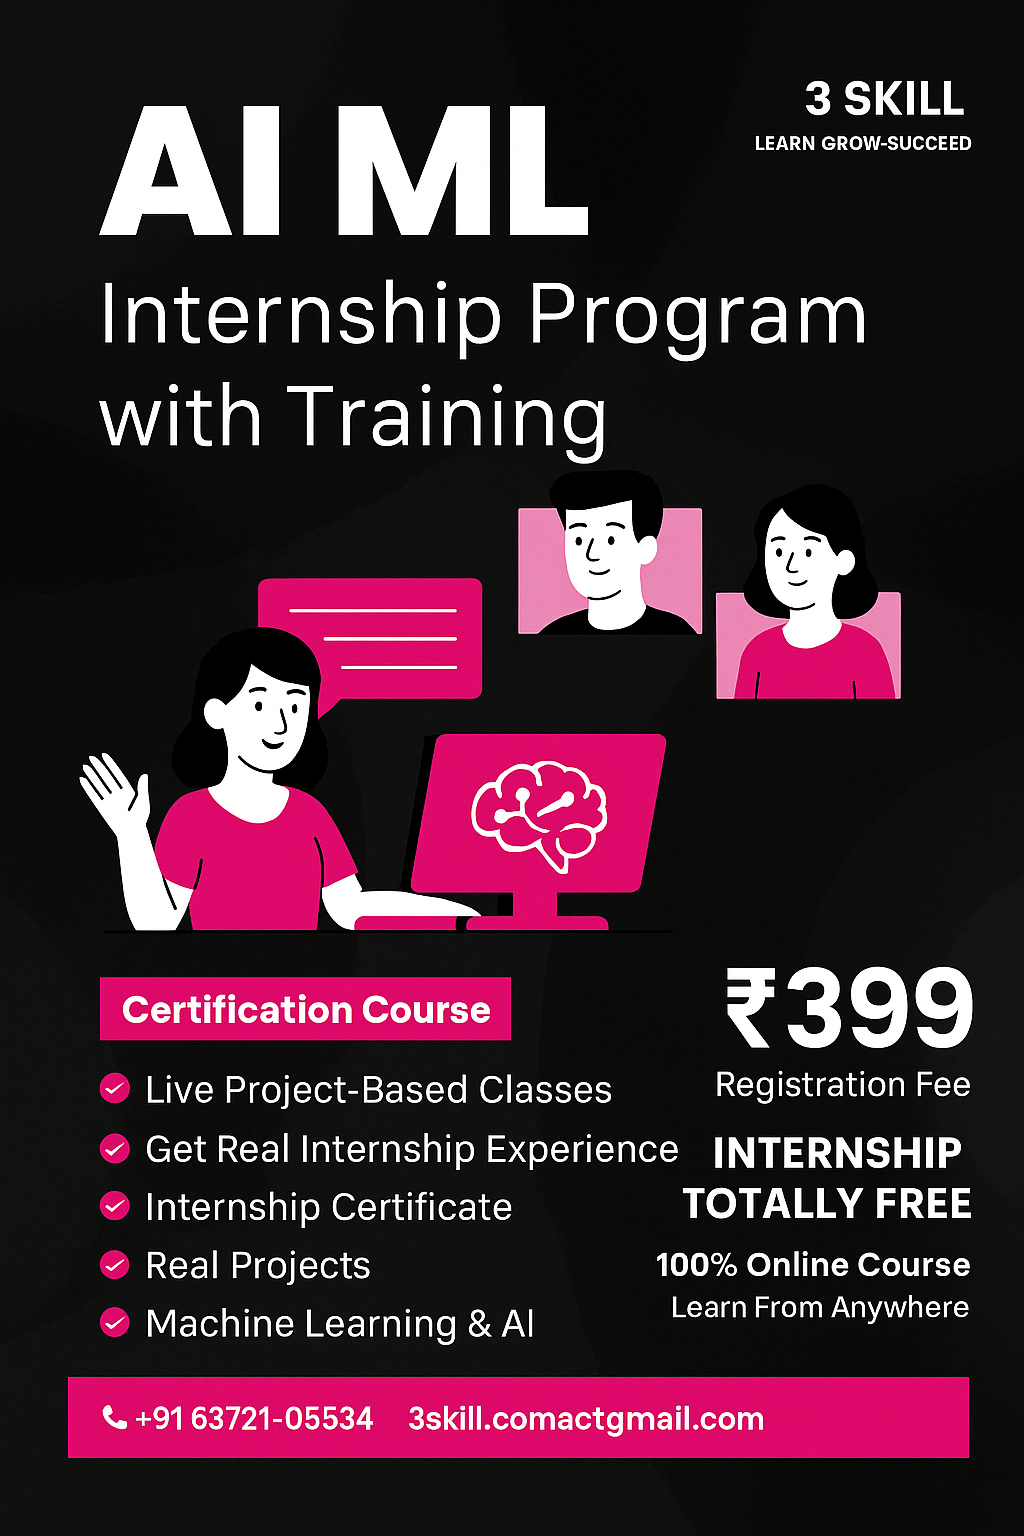 3 SKILL
LEARN GROW-SUCCEED
AI ML
Internship Program
with Training
Certification Course
Live Project-Based Classes
Get Real Internship Experience
Internship Certificate
Real Projects
Machine Learning & AI
₹399
Registration Fee
INTERNSHIP
TOTALLY FREE
100% Online Course
Learn From Anywhere
+91 63721-05534 3skill.comactgmail.com